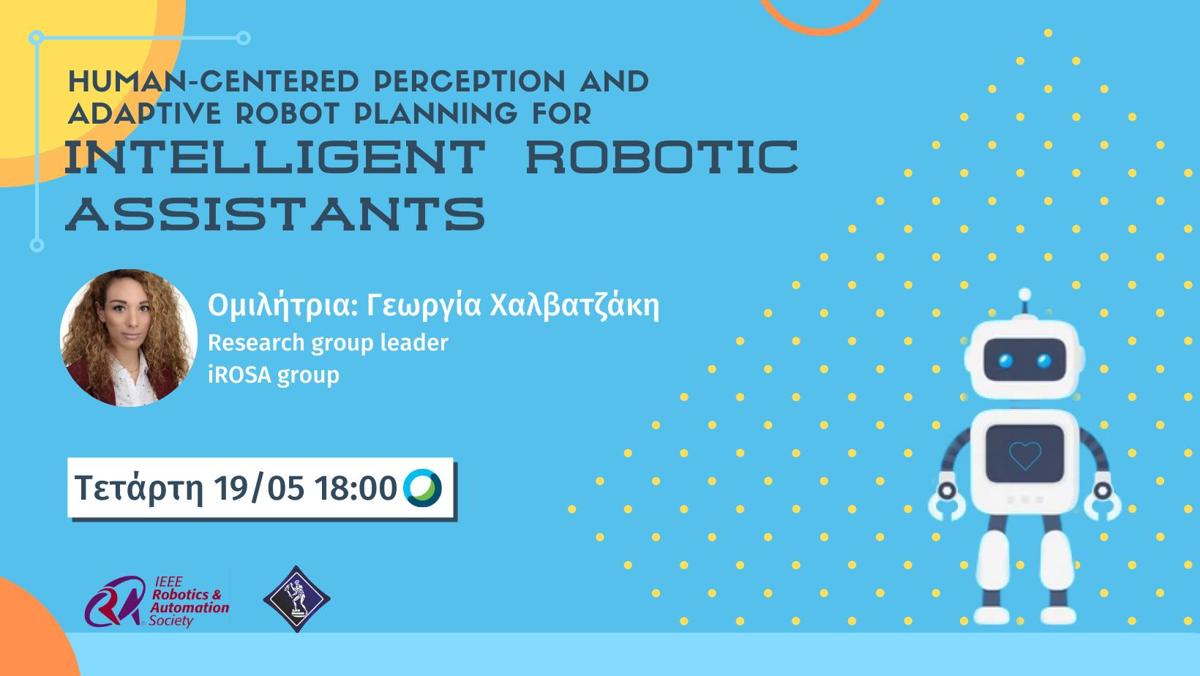 HUMAN-CENTERED PERCEPTION AND
ADAPTIVE ROBOT PLANNING FOR
INTELLIGENT ROBOTIC
ASSISTANTS
Ομιλήτρια: Γεωργία Χαλβατζάκη
Research group leader
iROSA group
Τετάρτη 19/05 18:00
IEEE
Robotics &
Automation
Society